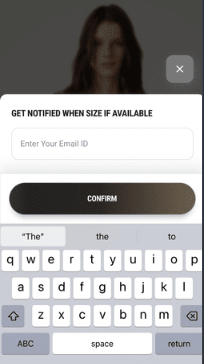 GET NOTIFIED WHEN SIZE IF AVAILABLE
Enter Your Email ID
CONFIRM
"The" the to
q w e r t y u i o p
a s d f g h j k l
z x c v b n m
ABC space return